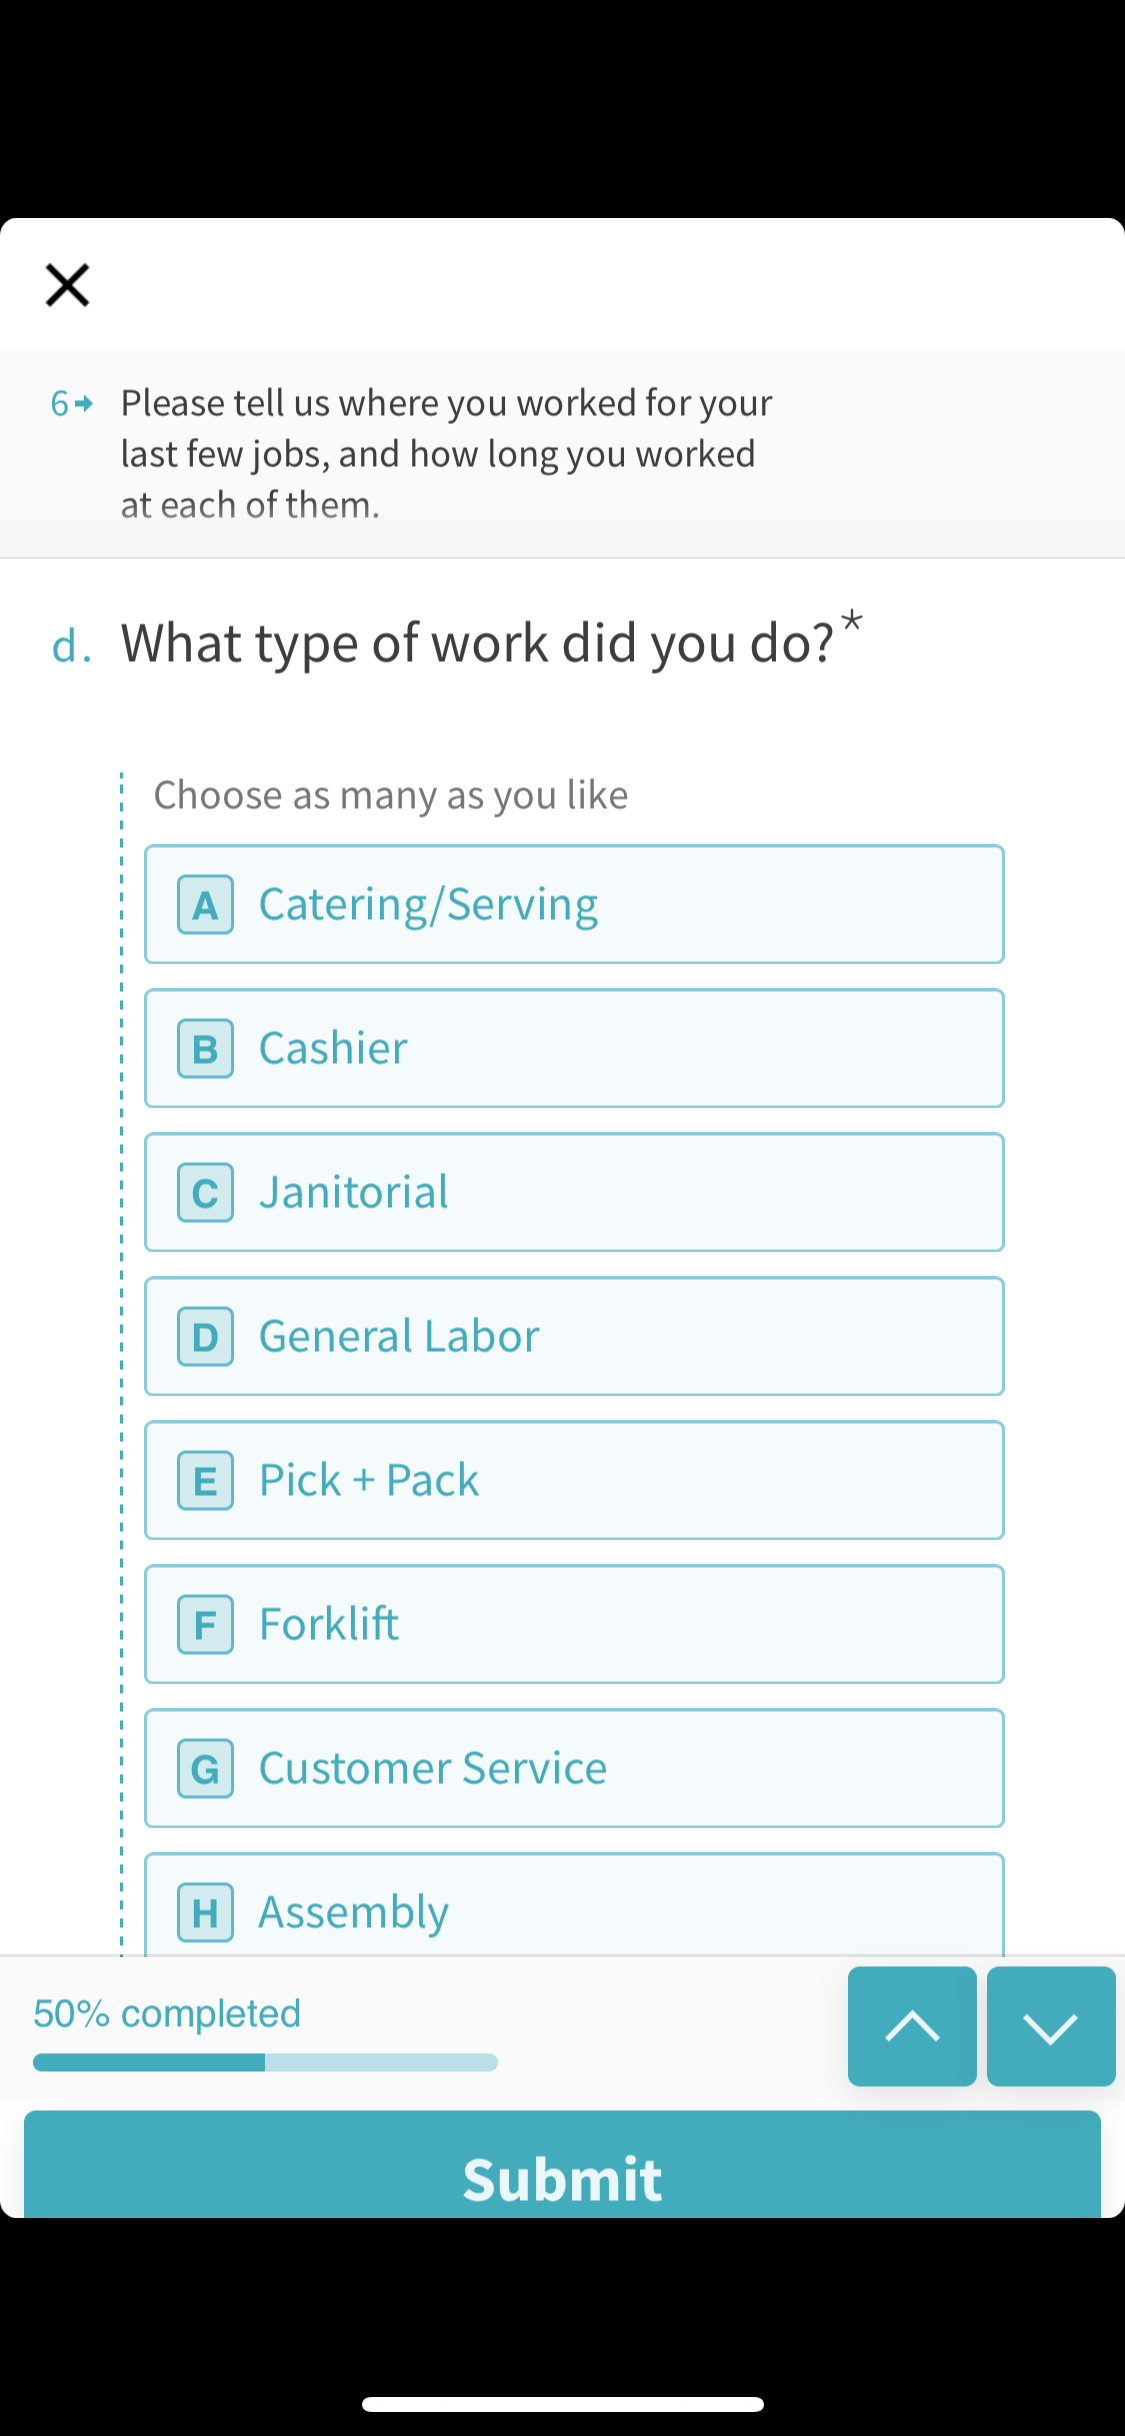 6 Please tell us where you worked for your
last few jobs, and how long you worked
at each of them.
d. What type of work did you do?*
Choose as many as you like
A Catering/Serving
B Cashier
C Janitorial
D General Labor
E Pick + Pack
F Forklift
G Customer Service
H Assembly
50% completed
Submit